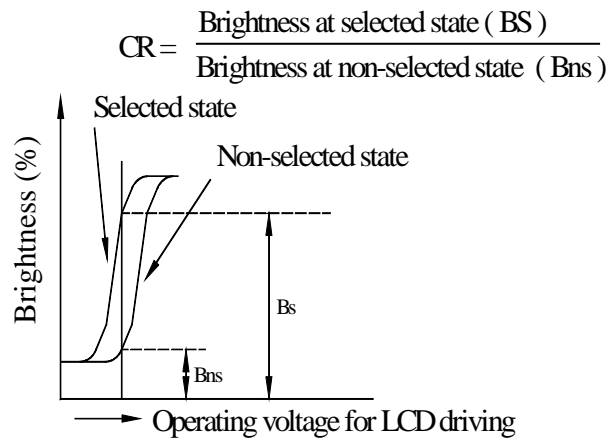 CR = Brightness at selected state ( BS )
Brightness at non-selected state ( Bns )
Selected state
Non-selected state
Brightness (%)
Bs
Bns
Operating voltage for LCD driving